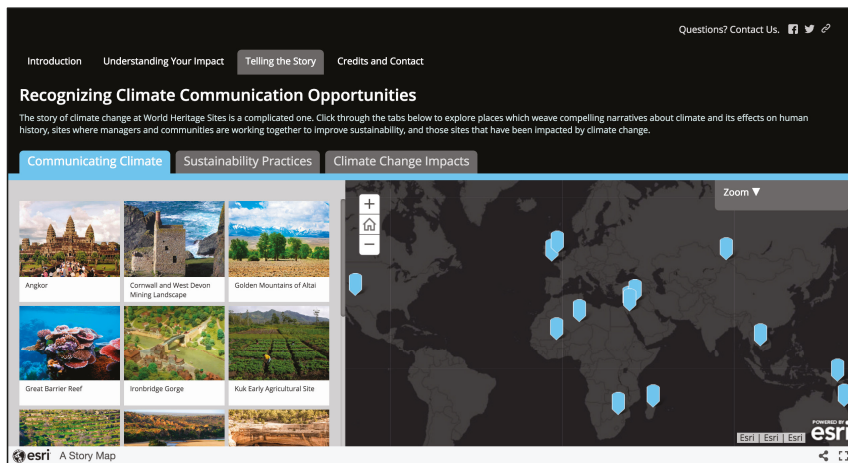 Questions? Contact Us.
Introduction Understanding Your Impact Telling the Story Credits and Contact
Recognizing Climate Communication Opportunities
The story of climate change at World Heritage Sites is a complicated one. Click through the tabs below to explore places which weave compelling narratives about climate and its effects on human
history, sites where managers and communities are working together to improve sustainability, and those sites that have been impacted by climate change.
Communicating Climate Sustainability Practices Climate Change Impacts
Zoom ▼
Angkor
Cornwall and West Devon
Mining Landscape
Golden Mountains of Altai
Great Barrier Reef
Ironbridge Gorge
Kuk Early Agricultural Site
POWERED BY
esri
Esri | Esri | Esri
esri A Story Map